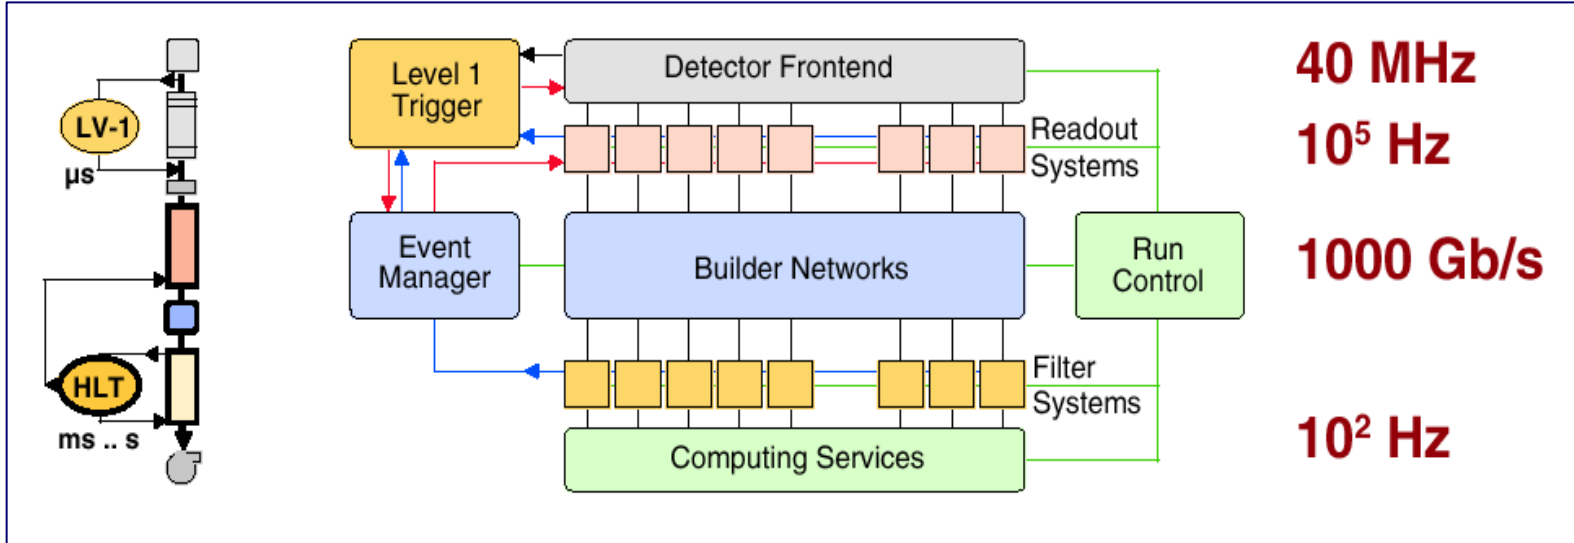 LV-1
µs
HLT
ms .. s
Level 1
Trigger
Detector Frontend
Readout
Systems
Event
Manager
Builder Networks
Run
Control
Filter
Systems
Computing Services
40 MHz
10⁵ Hz
1000 Gb/s
10² Hz